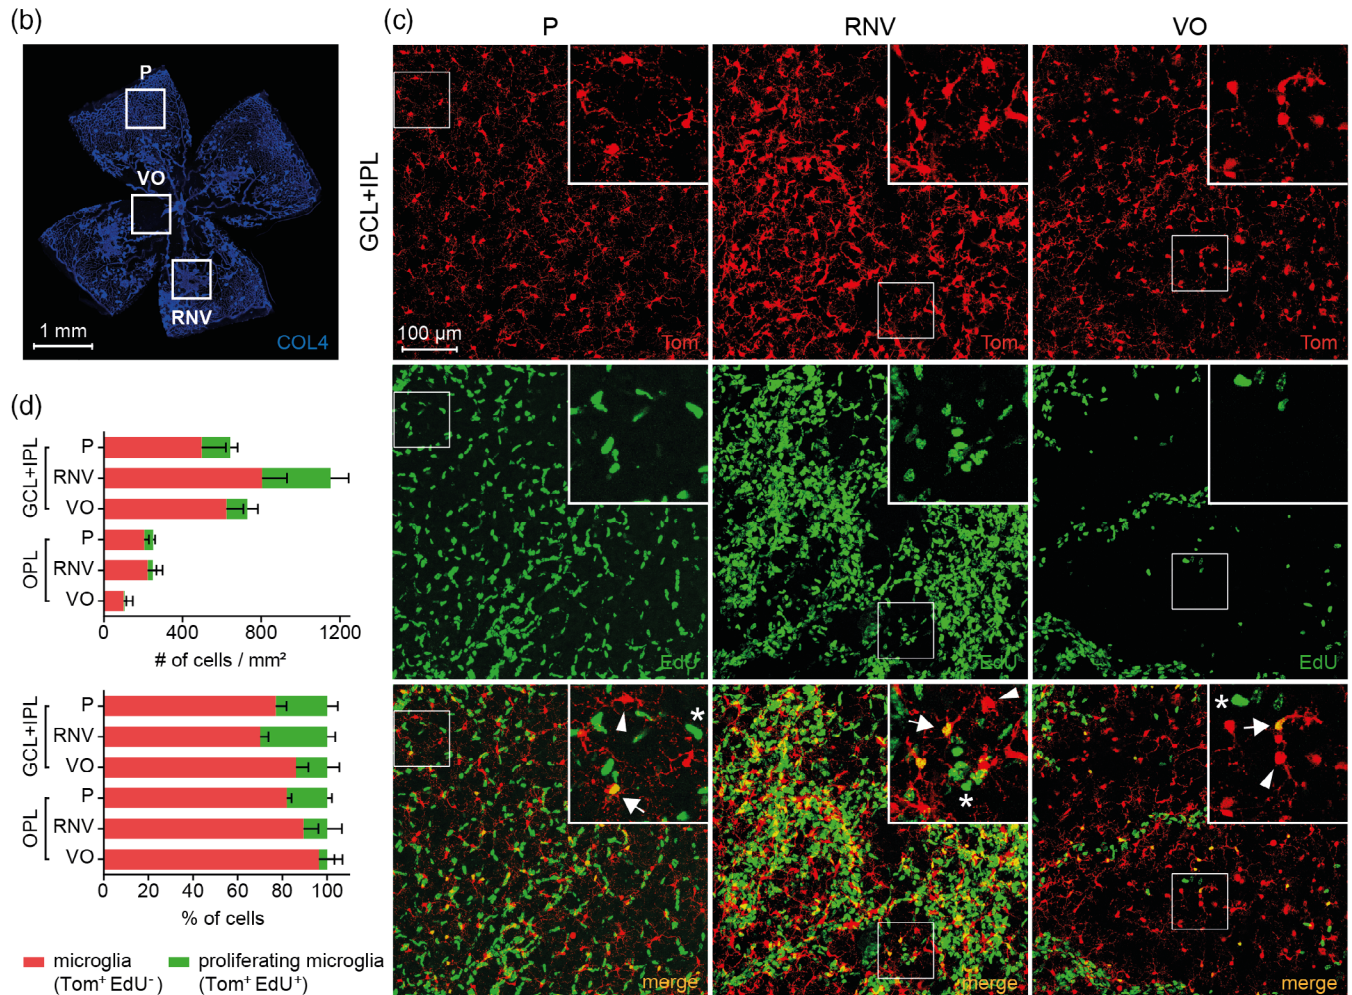 (b)
P
VO
RNV
1 mm
COL4
(c)
P
RNV
VO
GCL+IPL
100 µm
Tom
Tom
Tom
EdU
EdU
EdU
*
*
*
merge
merge
merge
(d)
GCL+IPL
P
RNV
VO
OPL
P
RNV
VO
0
400
800
1200
# of cells / mm²
GCL+IPL
P
RNV
VO
OPL
P
RNV
VO
0
20
40
60
80
100
% of cells
microglia
(Tom⁺ EdU⁻)
proliferating microglia
(Tom⁺ EdU⁺)